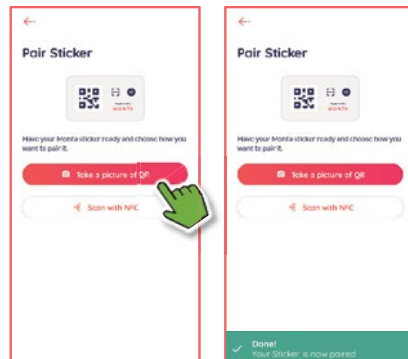 Pair Sticker
MONTA
Have your Monta sticker ready and choose how you
want to pair it.
Take a picture of QR
Scan with NFC
Pair Sticker
MONTA
Have your Monta sticker ready and choose how you
want to pair it.
Take a picture of QR
Scan with NFC
Done!
Your Sticker is now paired